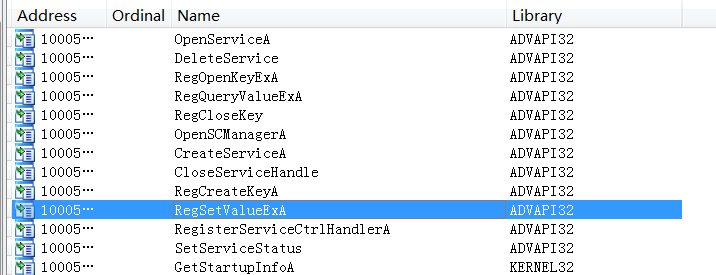 Address Ordinal Name Library
10005… OpenServiceA ADVAPI32
10005… DeleteService ADVAPI32
10005… RegOpenKeyExA ADVAPI32
10005… RegQueryValueExA ADVAPI32
10005… RegCloseKey ADVAPI32
10005… OpenSCManagerA ADVAPI32
10005… CreateServiceA ADVAPI32
10005… CloseServiceHandle ADVAPI32
10005… RegCreateKeyA ADVAPI32
10005… RegSetValueExA ADVAPI32
10005… RegisterServiceCtrlHandlerA ADVAPI32
10005… SetServiceStatus ADVAPI32
10005… GetStartupInfoA KERNEL32